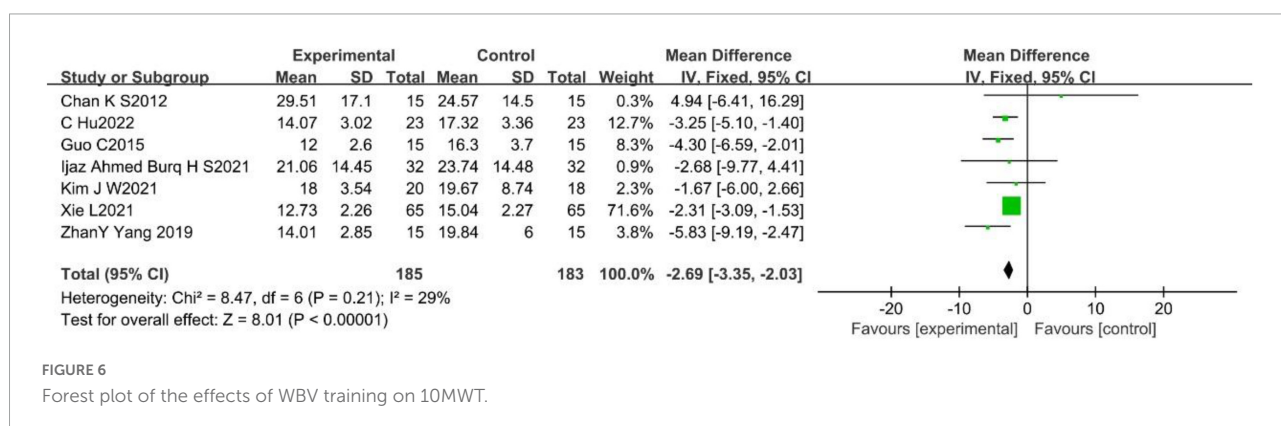 Experimental Control Mean Difference Mean Difference
Study or Subgroup Mean SD Total Mean SD Total Weight IV, Fixed, 95% CI IV, Fixed, 95% CI
Chan K S2012 29.51 17.1 15 24.57 14.5 15 0.3% 4.94 [-6.41, 16.29]
C Hu2022 14.07 3.02 23 17.32 3.36 23 12.7% -3.25 [-5.10, -1.40]
Guo C2015 12 2.6 15 16.3 3.7 15 8.3% -4.30 [-6.59, -2.01]
Ijaz Ahmed Burq H S2021 21.06 14.45 32 23.74 14.48 32 0.9% -2.68 [-9.77, 4.41]
Kim J W2021 18 3.54 20 19.67 8.74 18 2.3% -1.67 [-6.00, 2.66]
Xie L2021 12.73 2.26 65 15.04 2.27 65 71.6% -2.31 [-3.09, -1.53]
ZhanY Yang 2019 14.01 2.85 15 19.84 6 15 3.8% -5.83 [-9.19, -2.47]
Total (95% CI) 185 183 100.0% -2.69 [-3.35, -2.03]
Heterogeneity: Chi² = 8.47, df = 6 (P = 0.21); I² = 29%
Test for overall effect: Z = 8.01 (P < 0.00001)
-20 -10 0 10 20
Favours [experimental] Favours [control]
FIGURE 6
Forest plot of the effects of WBV training on 10MWT.